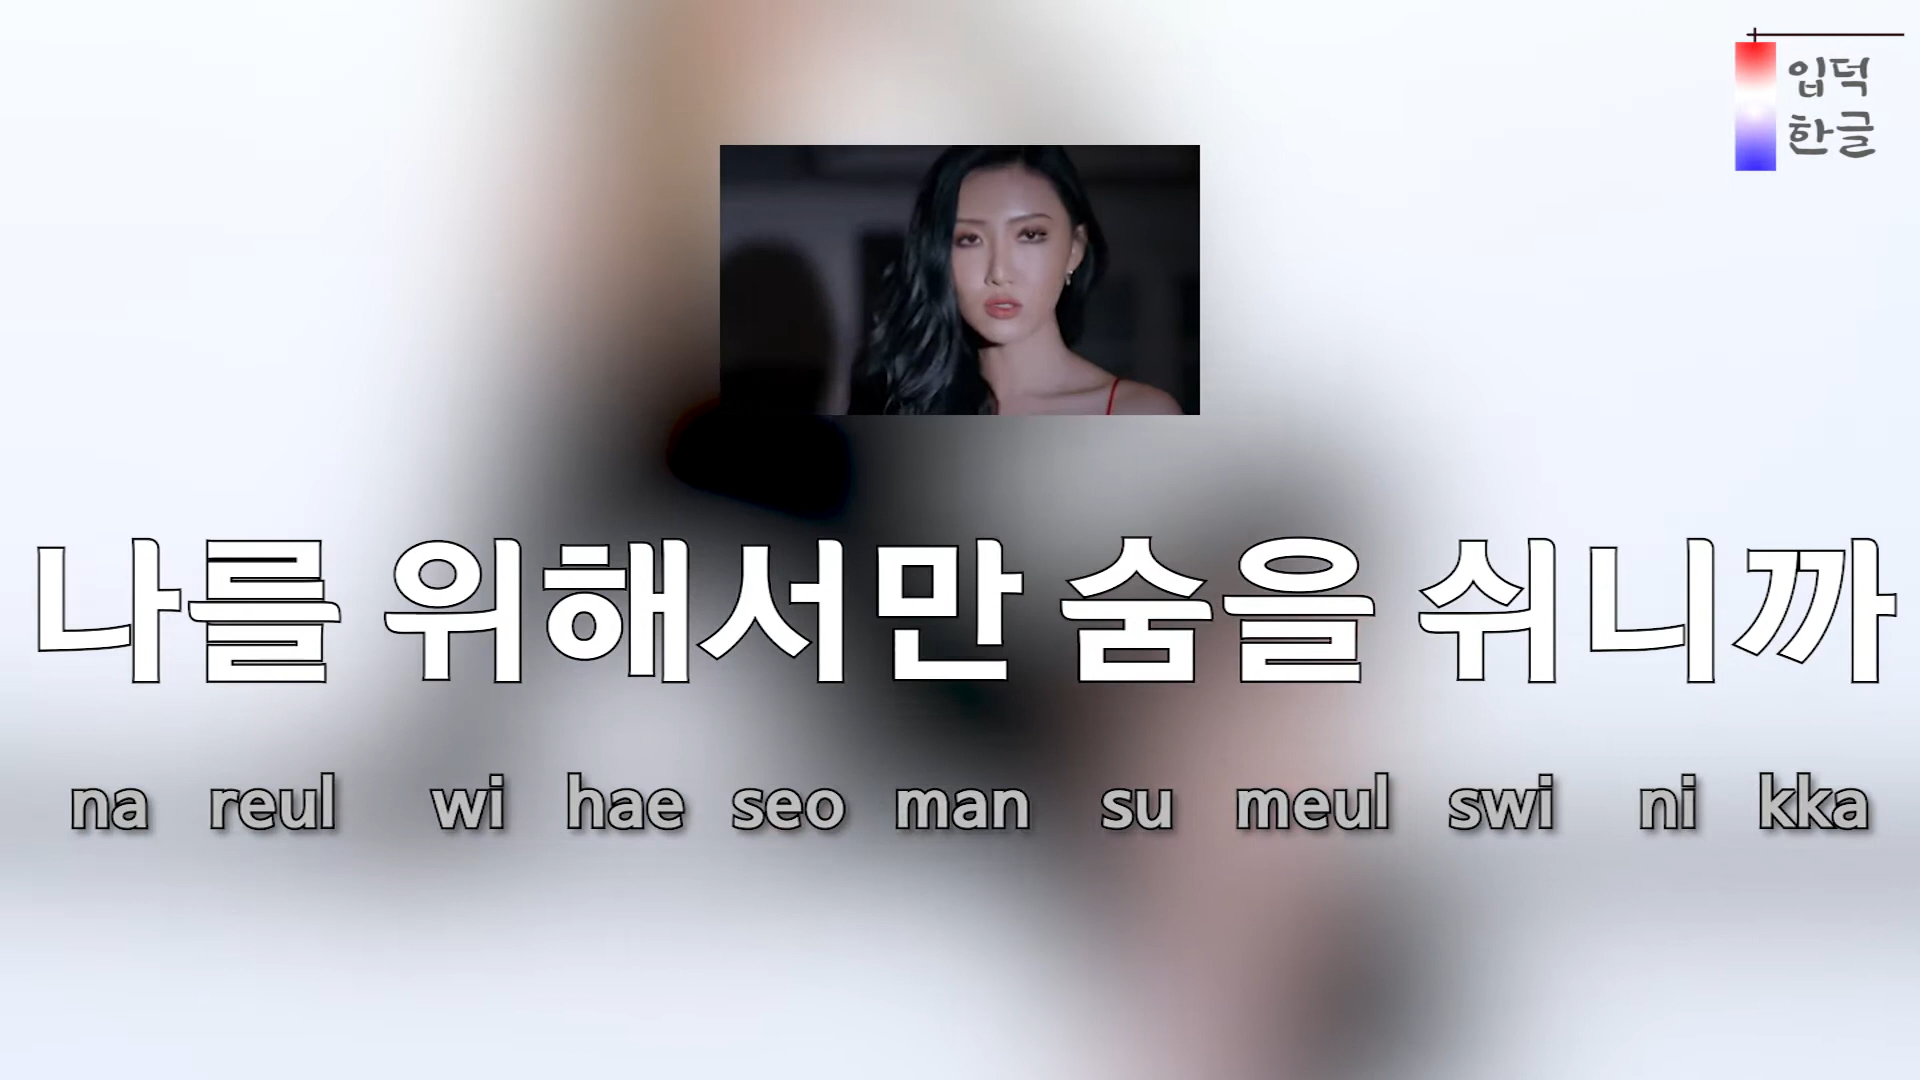 입덕
한글
나를 위해서만 숨을 쉬니까
na reul wi hae seo man su meul swi ni kka